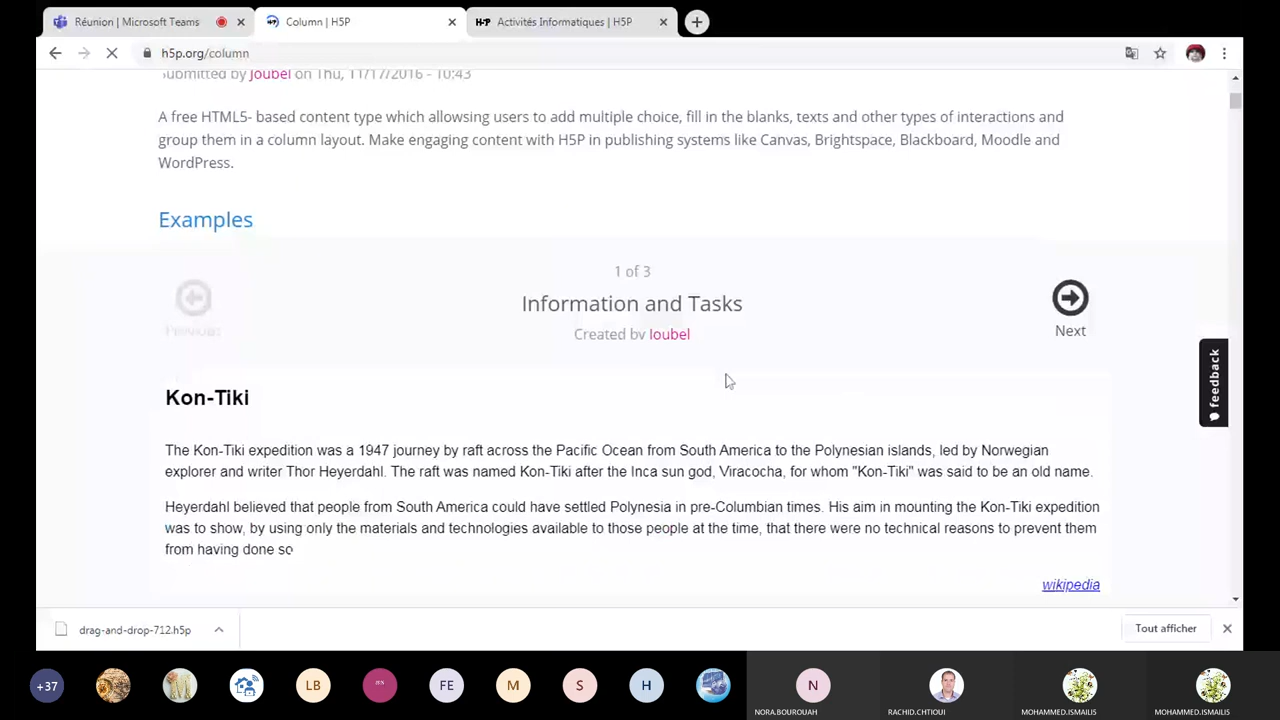 Réunion | Microsoft Teams
Column | H5P
H5P Activités Informatiques | H5P
h5p.org/column
submitted by Joubel on Thu, 11/17/2016 - 10:43
A free HTML5- based content type which allowsing users to add multiple choice, fill in the blanks, texts and other types of interactions and
group them in a column layout. Make engaging content with H5P in publishing systems like Canvas, Brightspace, Blackboard, Moodle and
WordPress.
Examples
1 of 3
Information and Tasks
Created by Joubel
Previous
Next
feedback
Kon-Tiki
The Kon-Tiki expedition was a 1947 journey by raft across the Pacific Ocean from South America to the Polynesian islands, led by Norwegian
explorer and writer Thor Heyerdahl. The raft was named Kon-Tiki after the Inca sun god, Viracocha, for whom "Kon-Tiki" was said to be an old name.
Heyerdahl believed that people from South America could have settled Polynesia in pre-Columbian times. His aim in mounting the Kon-Tiki expedition
was to show, by using only the materials and technologies available to those people at the time, that there were no technical reasons to prevent them
from having done so
wikipedia
drag-and-drop-712.h5p
Tout afficher
+37
LB
FE
M
S
H
N
NORA.BOUROUAH
RACHID.CHTIOUI
MOHAMMED.ISMAILIS
MOHAMMED.ISMAILIS